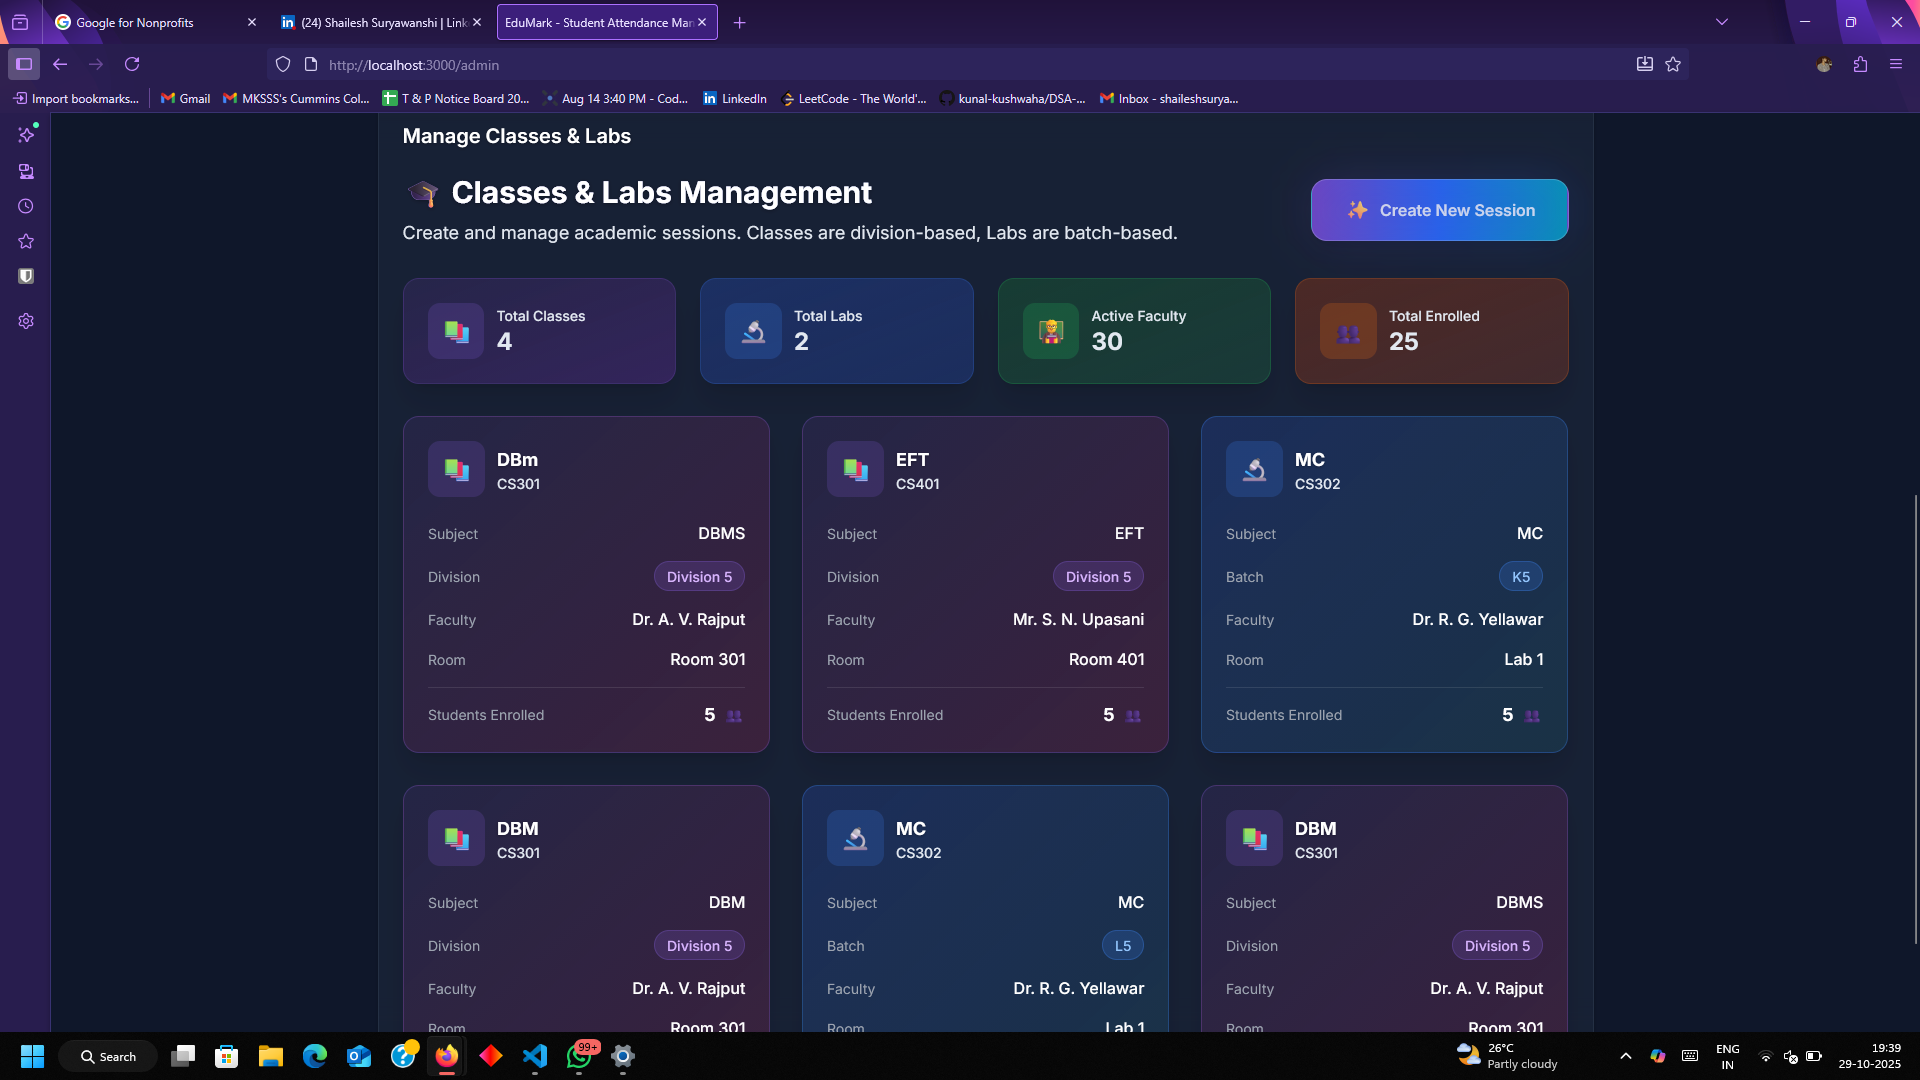 Google for Nonprofits
(24) Shailesh Suryawanshi | Link
EduMark - Student Attendance Man
http://localhost:3000/admin
Import bookmarks...
Gmail
MKSSS's Cummins Col...
T & P Notice Board 20...
Aug 14 3:40 PM - Cod...
LinkedIn
LeetCode - The World'...
kunal-kushwaha/DSA-...
Inbox - shaileshsurya...
Manage Classes & Labs
Classes & Labs Management
Create New Session
Create and manage academic sessions. Classes are division-based, Labs are batch-based.
Total Classes
4
Total Labs
2
Active Faculty
30
Total Enrolled
25
DBm
CS301
Subject DBMS
Division Division 5
Faculty Dr. A. V. Rajput
Room Room 301
Students Enrolled 5
EFT
CS401
Subject EFT
Division Division 5
Faculty Mr. S. N. Upasani
Room Room 401
Students Enrolled 5
MC
CS302
Subject MC
Batch K5
Faculty Dr. R. G. Yellawar
Room Lab 1
Students Enrolled 5
DBM
CS301
Subject DBM
Division Division 5
Faculty Dr. A. V. Rajput
Room Room 301
MC
CS302
Subject MC
Batch L5
Faculty Dr. R. G. Yellawar
Room Lab 1
DBM
CS301
Subject DBMS
Division Division 5
Faculty Dr. A. V. Rajput
Room Room 301
Search
99+
26°C
Partly cloudy
ENG
IN
19:39
29-10-2025